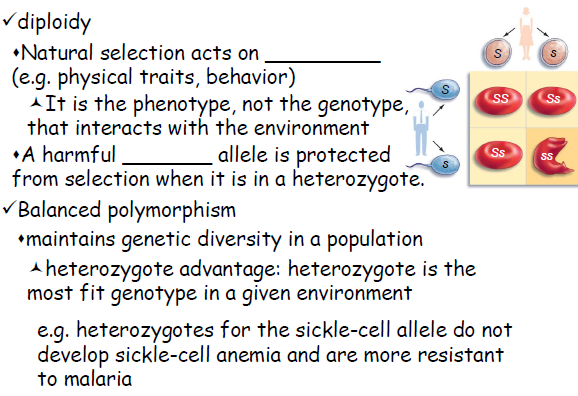 ✓diploidy
⬧Natural selection acts on __________
(e.g. physical traits, behavior)
It is the phenotype, not the genotype,
that interacts with the environment
⬧A harmful ________ allele is protected
from selection when it is in a heterozygote.
✓Balanced polymorphism
⬧maintains genetic diversity in a population
heterozygote advantage: heterozygote is the
most fit genotype in a given environment
e.g. heterozygotes for the sickle-cell allele do not
develop sickle-cell anemia and are more resistant
to malaria
S s
S SS Ss
s Ss ss